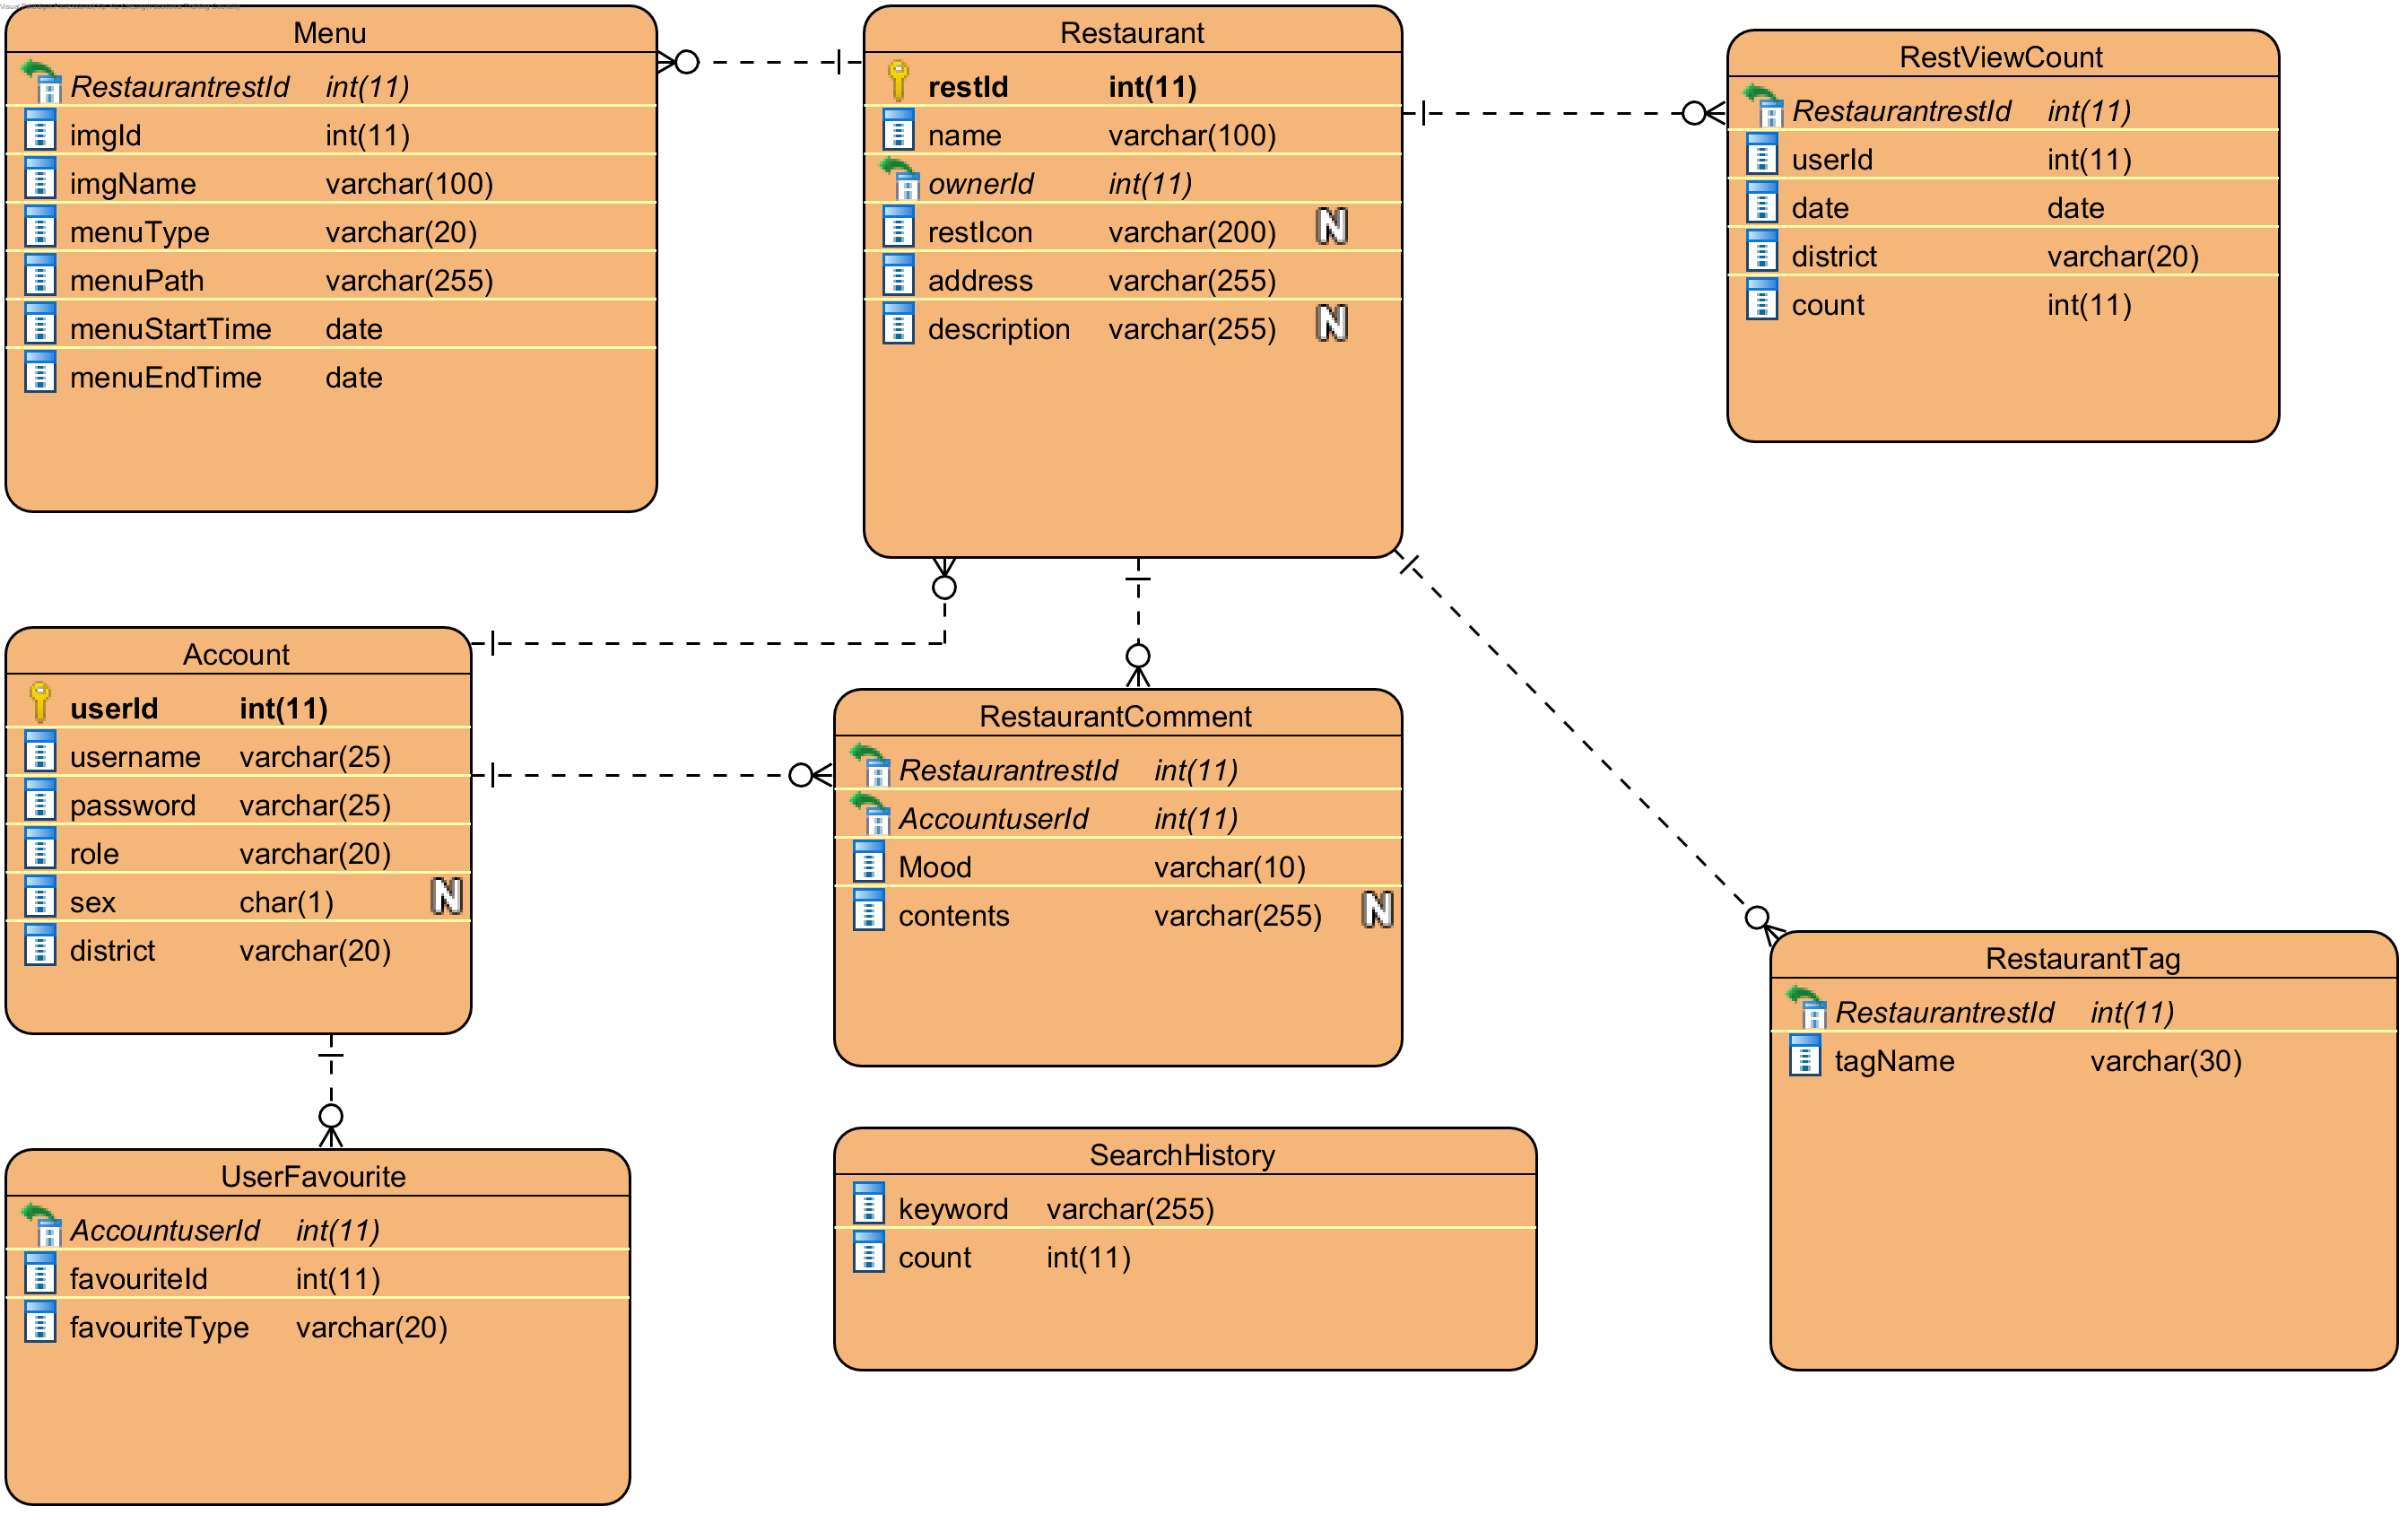 Menu
RestaurantrestId int(11)
imgId int(11)
imgName varchar(100)
menuType varchar(20)
menuPath varchar(255)
menuStartTime date
menuEndTime date
Restaurant
restId int(11)
name varchar(100)
ownerId int(11)
restIcon varchar(200) N
address varchar(255)
description varchar(255) N
RestViewCount
RestaurantrestId int(11)
userId int(11)
date date
district varchar(20)
count int(11)
Account
userId int(11)
username varchar(25)
password varchar(25)
role varchar(20)
sex char(1) N
district varchar(20)
RestaurantComment
RestaurantrestId int(11)
AccountuserId int(11)
Mood varchar(10)
contents varchar(255) N
RestaurantTag
RestaurantrestId int(11)
tagName varchar(30)
UserFavourite
AccountuserId int(11)
favouriteId int(11)
favouriteType varchar(20)
SearchHistory
keyword varchar(255)
count int(11)